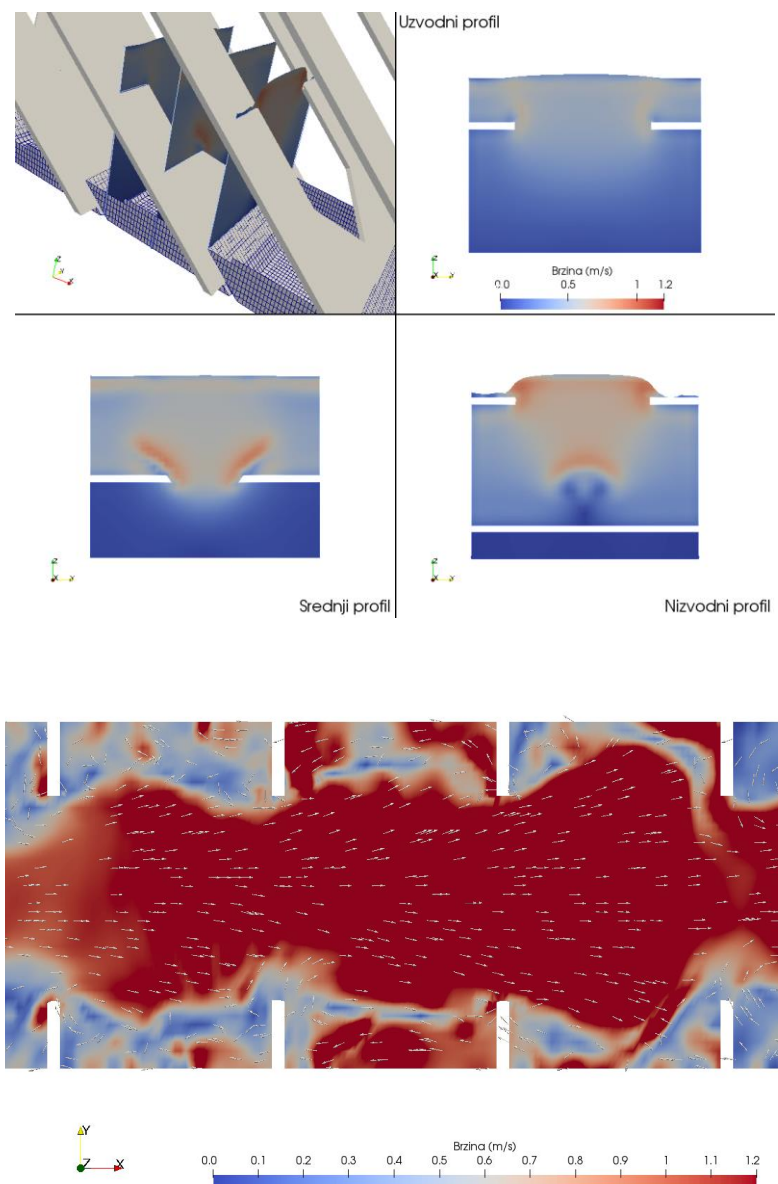 Uzvodni profil
Brzina (m/s)
0.0 0.5 1 1.2
Srednji profil
Nizvodni profil
Z
Y
X
Brzina (m/s)
0.0 0.1 0.2 0.3 0.4 0.5 0.6 0.7 0.8 0.9 1 1.1 1.2